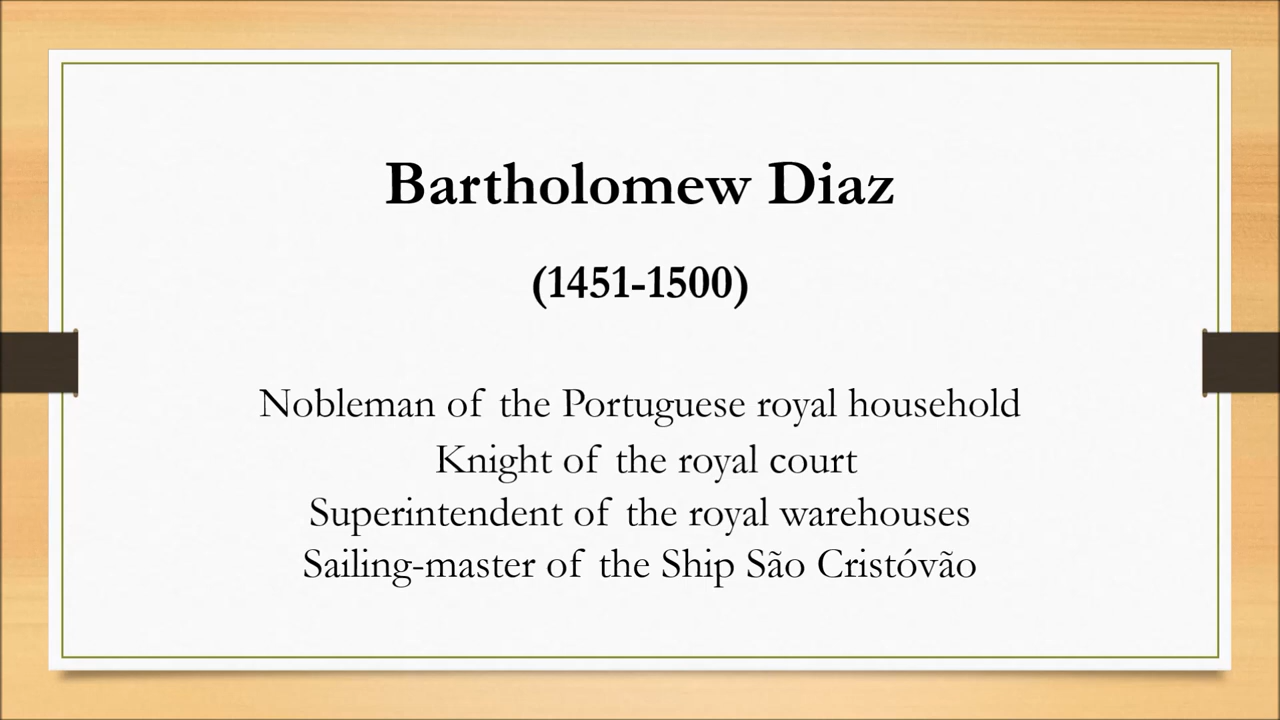 Bartholomew Diaz
(1451-1500)
Nobleman of the Portuguese royal household
Knight of the royal court
Superintendent of the royal warehouses
Sailing-master of the Ship São Cristóvão